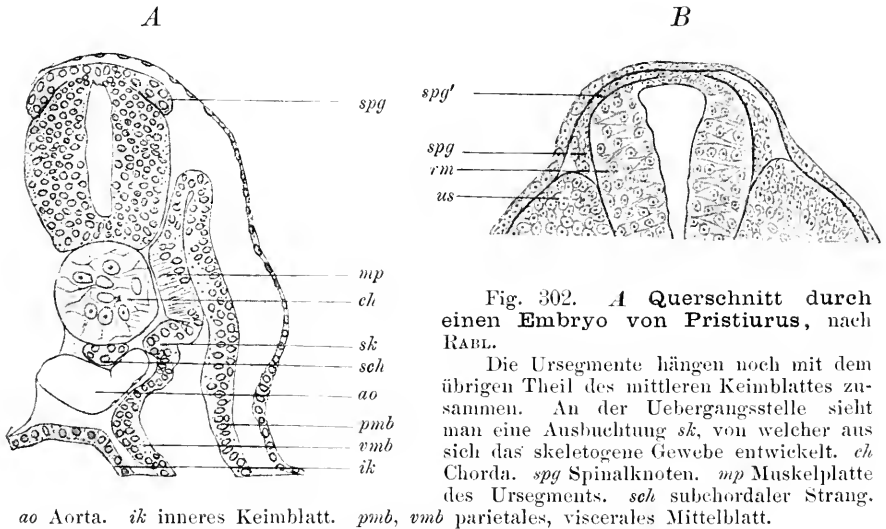 A
B
spg
mp
ch
sk
sch
ao
pmb
vmb
ik
spg'
spg
rm
us
Fig. 302. A Querschnitt durch
einen Embryo von Pristiurus, nach
RABL.
Die Ursegmente hängen noch mit dem
übrigen Theil des mittleren Keimblattes zu-
sammen. An der Uebergangsstelle sieht
man eine Ausbuchtung sk, von welcher aus
sich das skeletogene Gewebe entwickelt. ch
Chorda. spg Spinalknoten. mp Muskelplatte
des Ursegments. sch subchordaler Strang.
ao Aorta. ik inneres Keimblatt. pmb, vmb parietales, viscerales Mittelblatt.